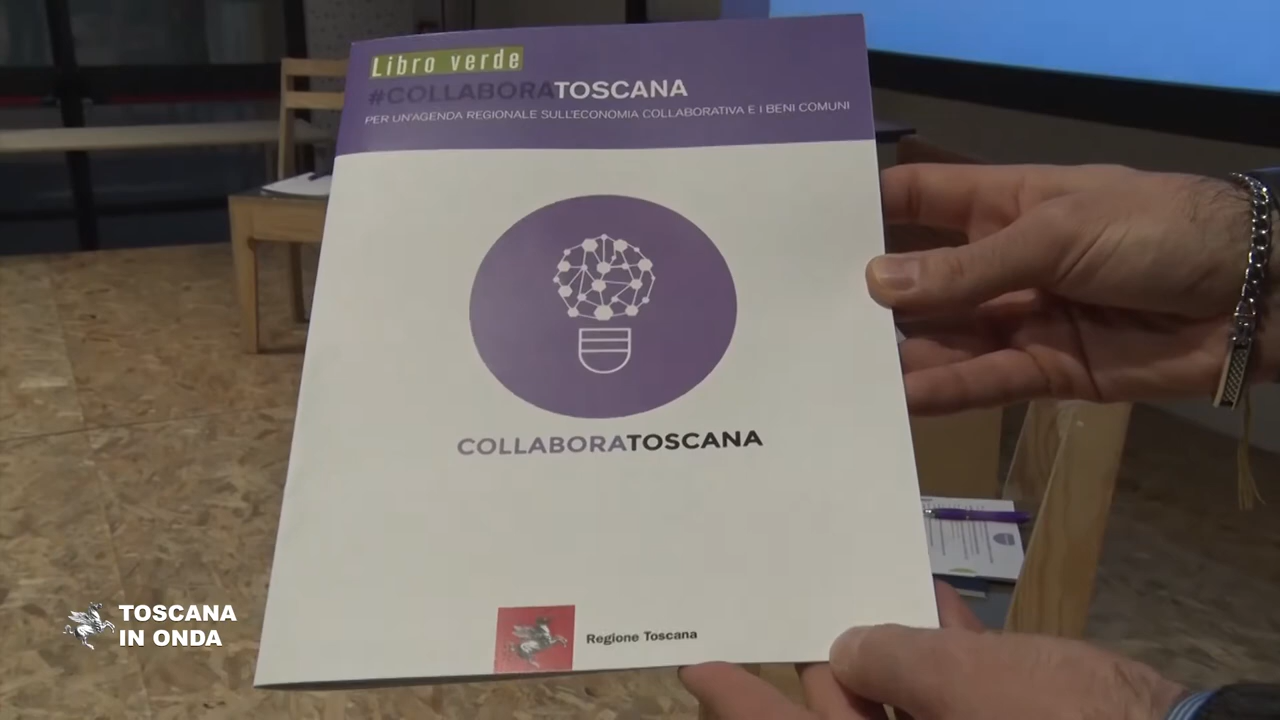 Libro verde
#COLLABORATOSCANA
PER UN'AGENDA REGIONALE SULL'ECONOMIA COLLABORATIVA E I BENI COMUNI
COLLABORATOSCANA
Regione Toscana
TOSCANA
IN ONDA